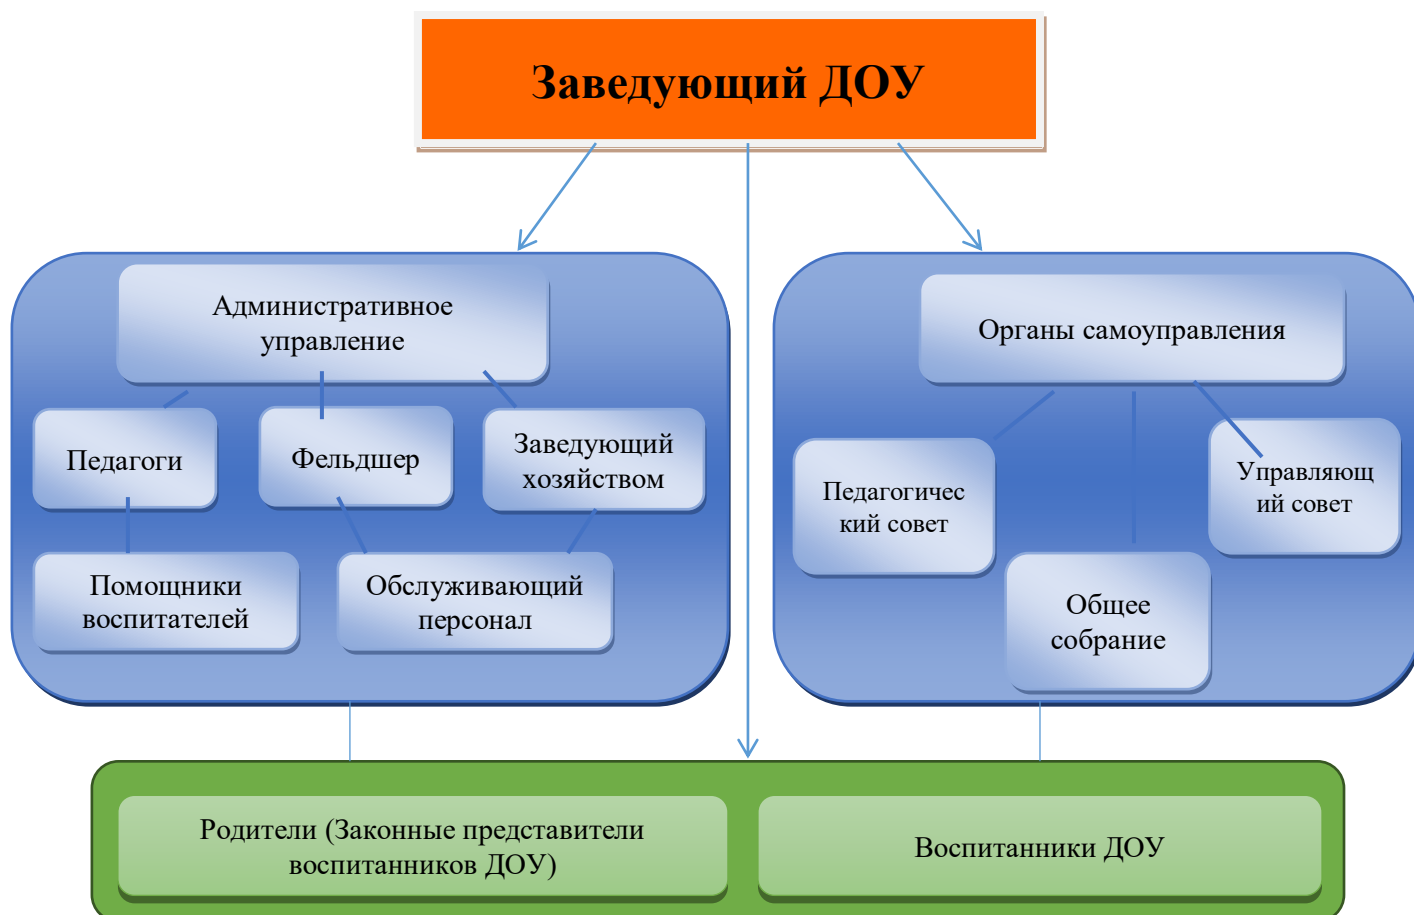 Заведующий ДОУ
Административное
управление
Педагоги
Фельдшер
Заведующий
хозяйством
Помощники
воспитателей
Обслуживающий
персонал
Органы самоуправления
Педагогичес
кий совет
Управляющ
ий совет
Общее
собрание
Родители (Законные представители
воспитанников ДОУ)
Воспитанники ДОУ